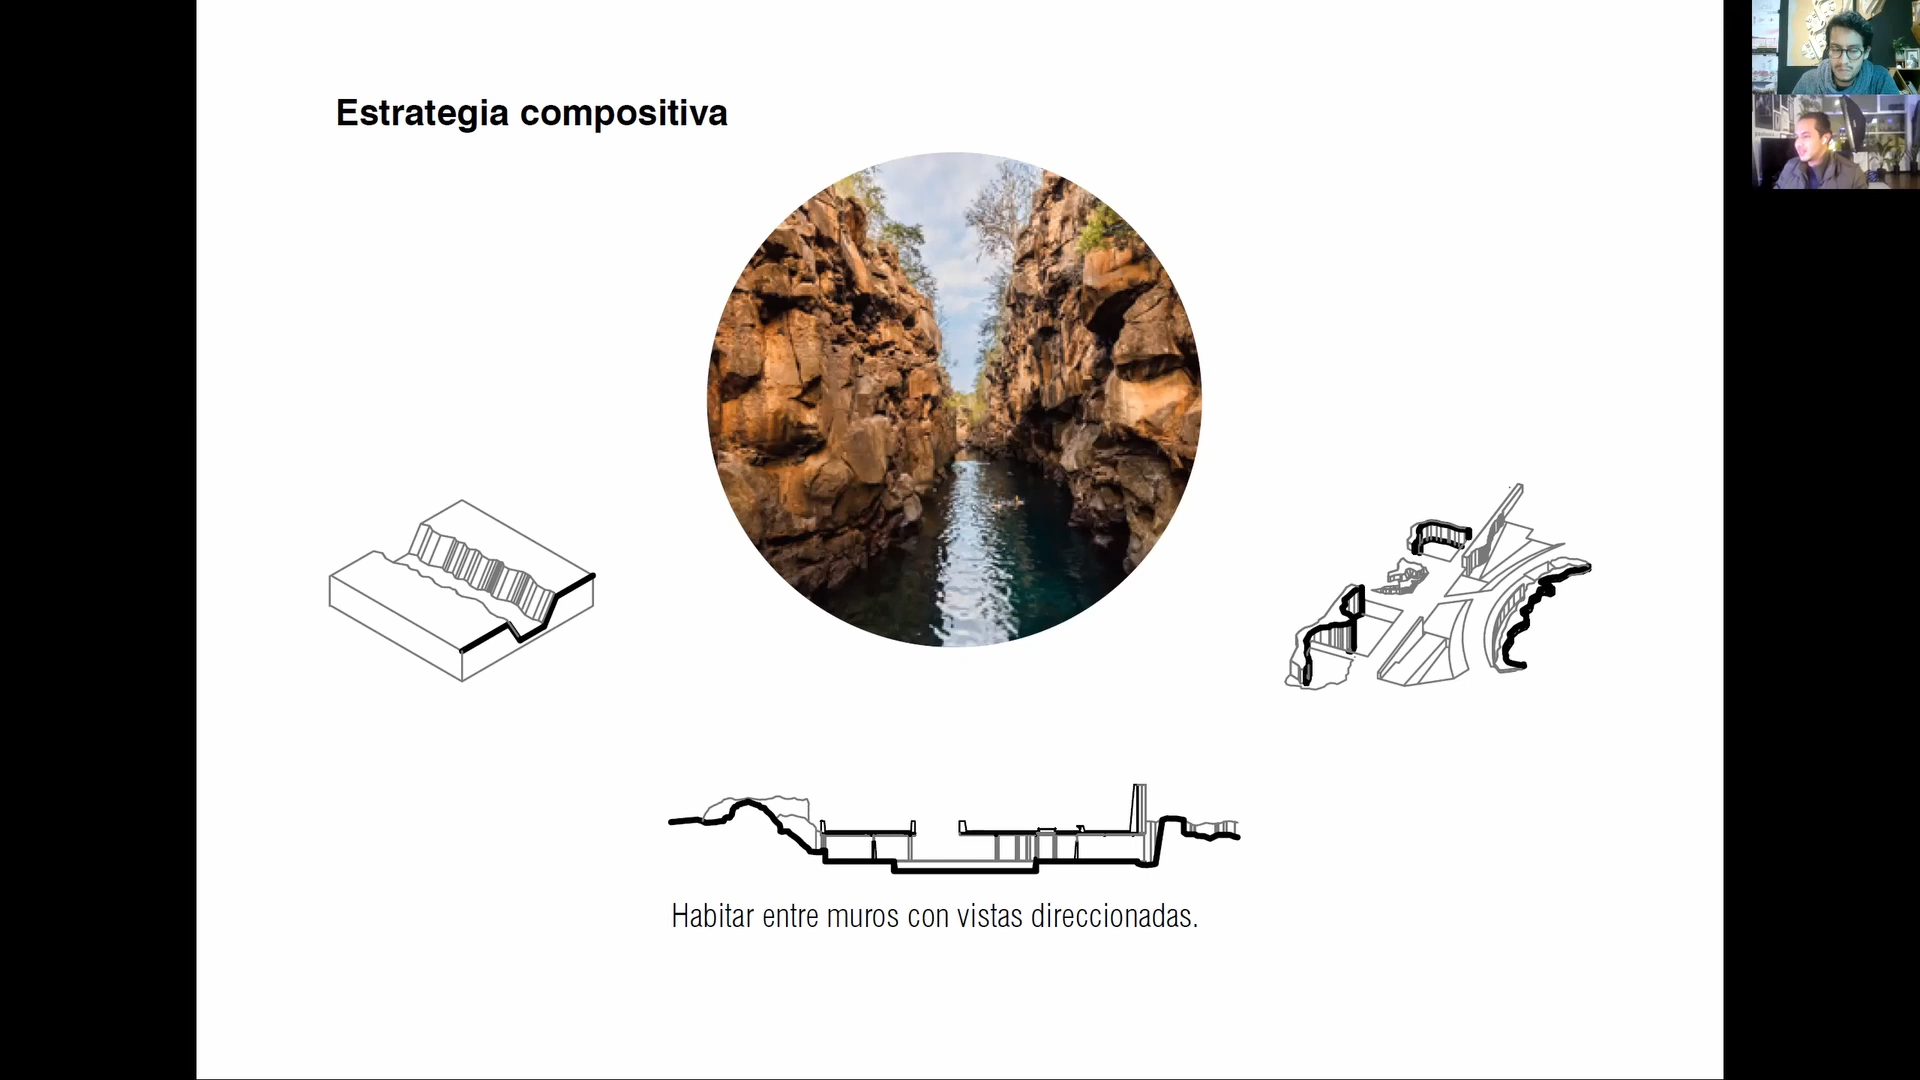 Estrategia compositiva
Habitar entre muros con vistas direccionadas.